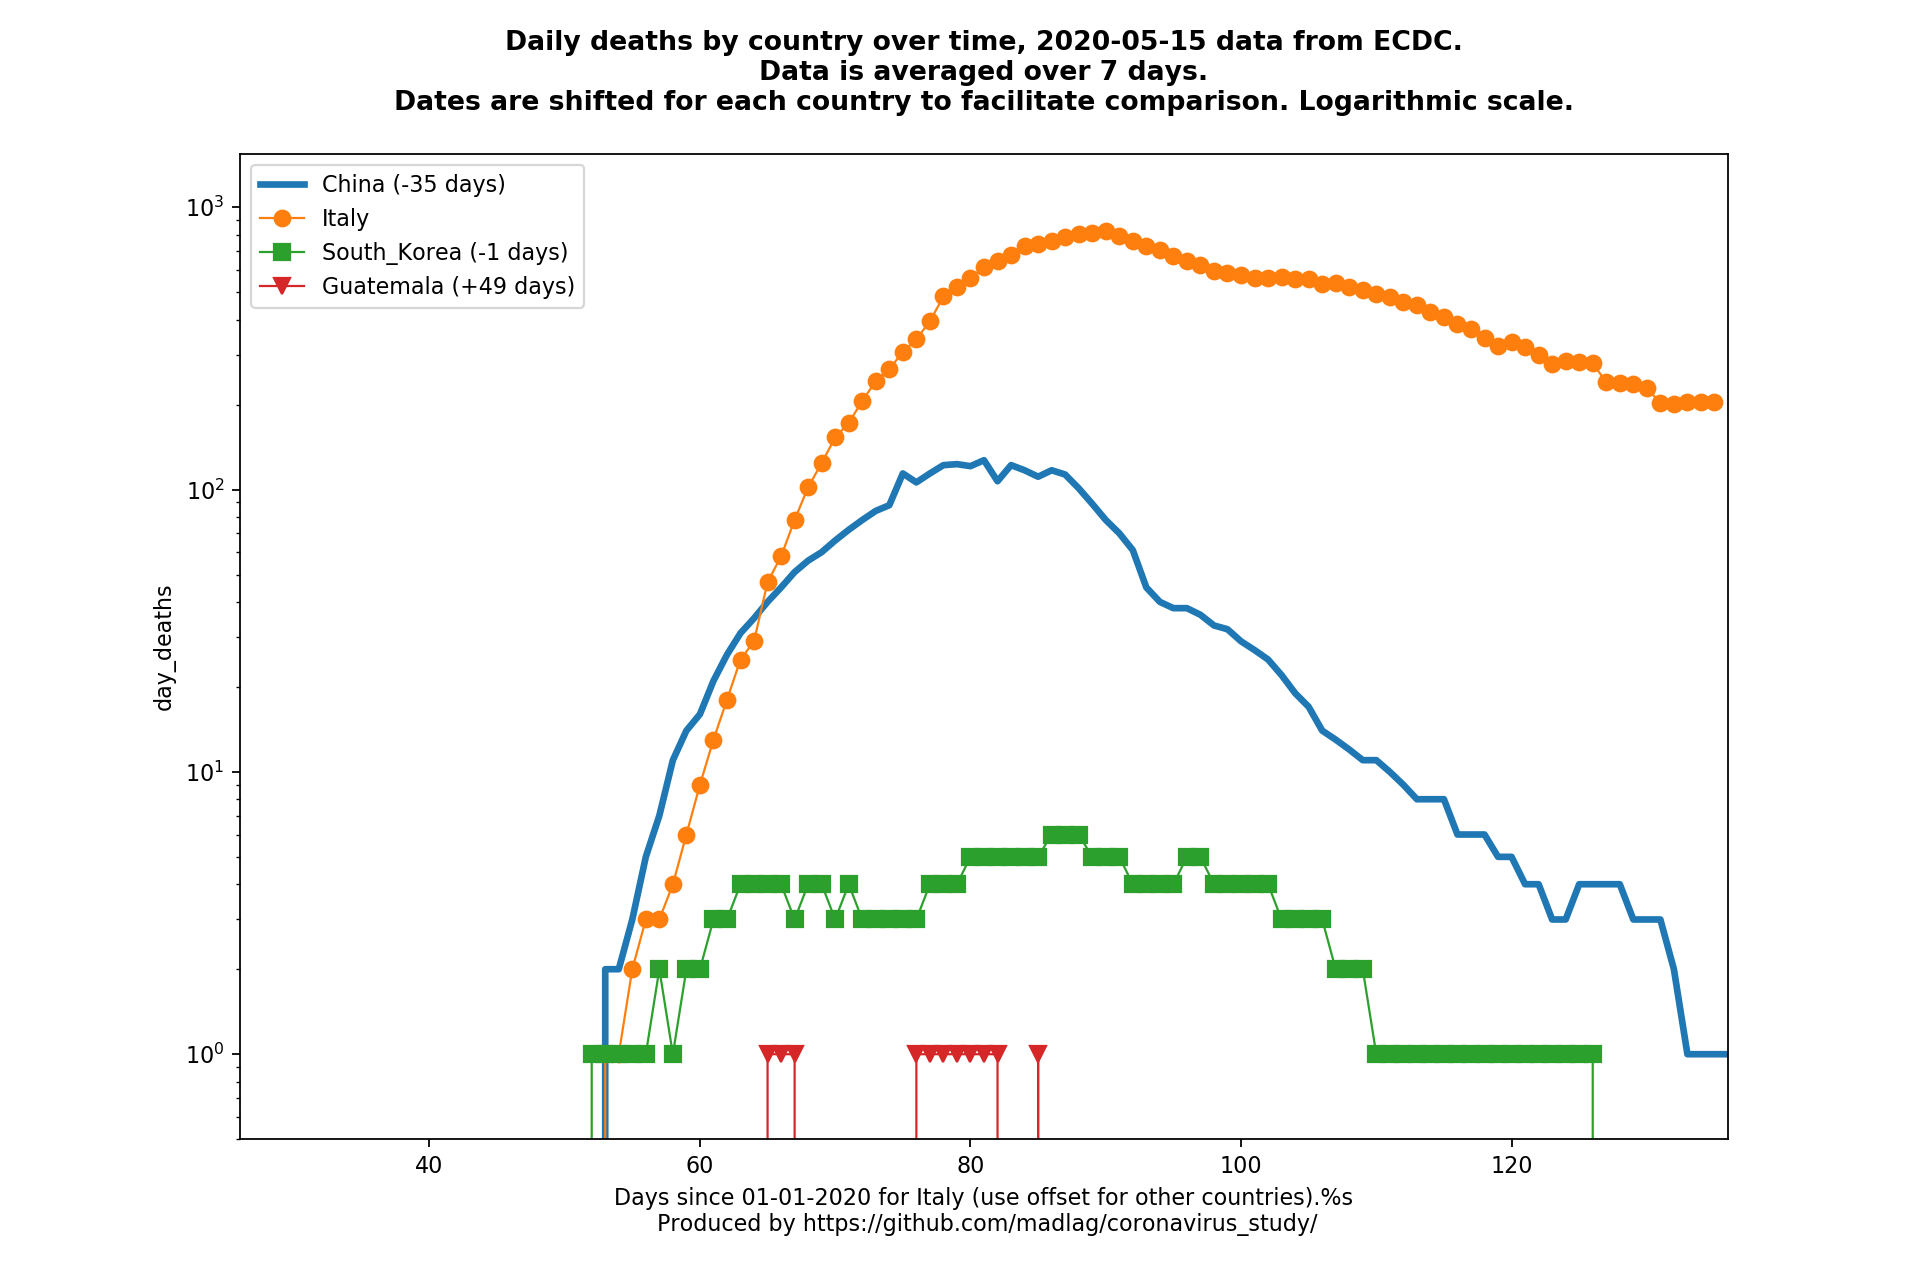 Daily deaths by country over time, 2020-05-15 data from ECDC.
Data is averaged over 7 days.
Dates are shifted for each country to facilitate comparison. Logarithmic scale.
China (-35 days)
Italy
South_Korea (-1 days)
Guatemala (+49 days)
10³
10²
10¹
10⁰
day_deaths
40 60 80 100 120
Days since 01-01-2020 for Italy (use offset for other countries).%s
Produced by https://github.com/madlag/coronavirus_study/